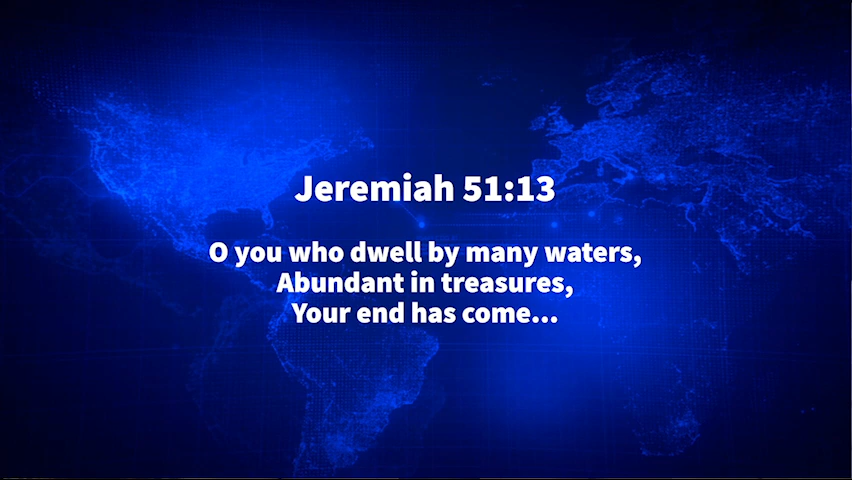 Jeremiah 51:13
O you who dwell by many waters,
Abundant in treasures,
Your end has come...